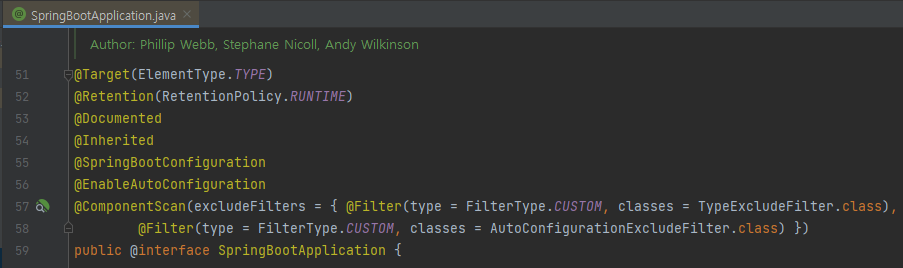 SpringBootApplication.java ×
Author: Phillip Webb, Stephane Nicoll, Andy Wilkinson
51 @Target(ElementType.TYPE)
52 @Retention(RetentionPolicy.RUNTIME)
53 @Documented
54 @Inherited
55 @SpringBootConfiguration
56 @EnableAutoConfiguration
57 @ComponentScan(excludeFilters = { @Filter(type = FilterType.CUSTOM, classes = TypeExcludeFilter.class),
58 @Filter(type = FilterType.CUSTOM, classes = AutoConfigurationExcludeFilter.class) })
59 public @interface SpringBootApplication {